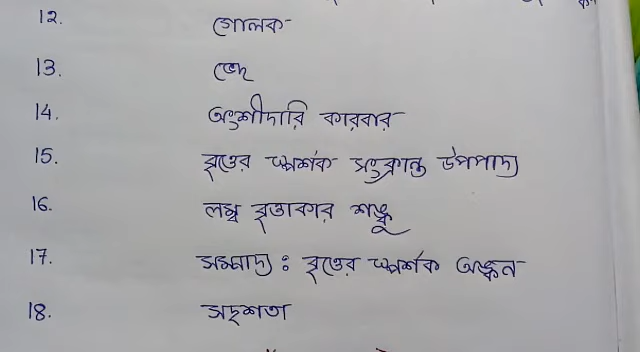 12. গোলক
13. ভেদ
14. অংশীদারি কারবার
15. বৃত্তের স্পর্শক সংক্রান্ত উপপাদ্য
16. লম্ব বৃত্তাকার শঙ্কু
17. সম্পাদ্য : বৃত্তের স্পর্শক অঙ্কন
18. সদৃশতা